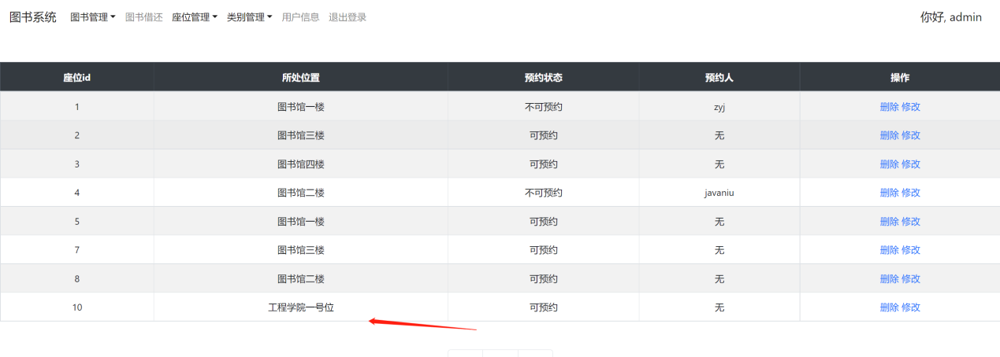 图书系统 图书管理 图书借还 座位管理 类别管理 用户信息 退出登录 你好, admin
座位id 所处位置 预约状态 预约人 操作
1 图书馆一楼 不可预约 zyj 删除 修改
2 图书馆三楼 可预约 无 删除 修改
3 图书馆四楼 可预约 无 删除 修改
4 图书馆二楼 不可预约 javaniu 删除 修改
5 图书馆一楼 可预约 无 删除 修改
7 图书馆三楼 可预约 无 删除 修改
8 图书馆二楼 可预约 无 删除 修改
10 工程学院一号位 可预约 无 删除 修改